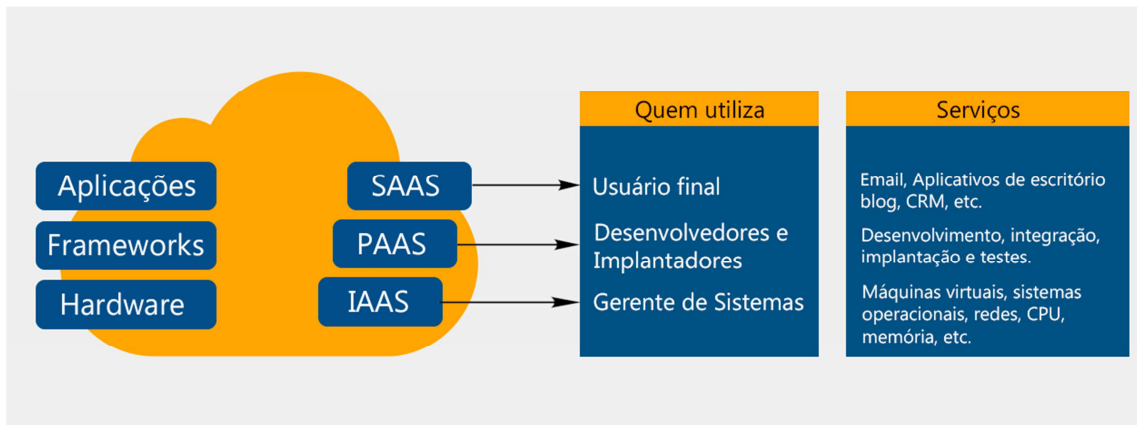 Aplicações
Frameworks
Hardware
SAAS
PAAS
IAAS
Quem utiliza
Usuário final
Desenvolvedores e
Implantadores
Gerente de Sistemas
Serviços
Email, Aplicativos de escritório
blog, CRM, etc.
Desenvolvimento, integração,
implantação e testes.
Máquinas virtuais, sistemas
operacionais, redes, CPU,
memória, etc.